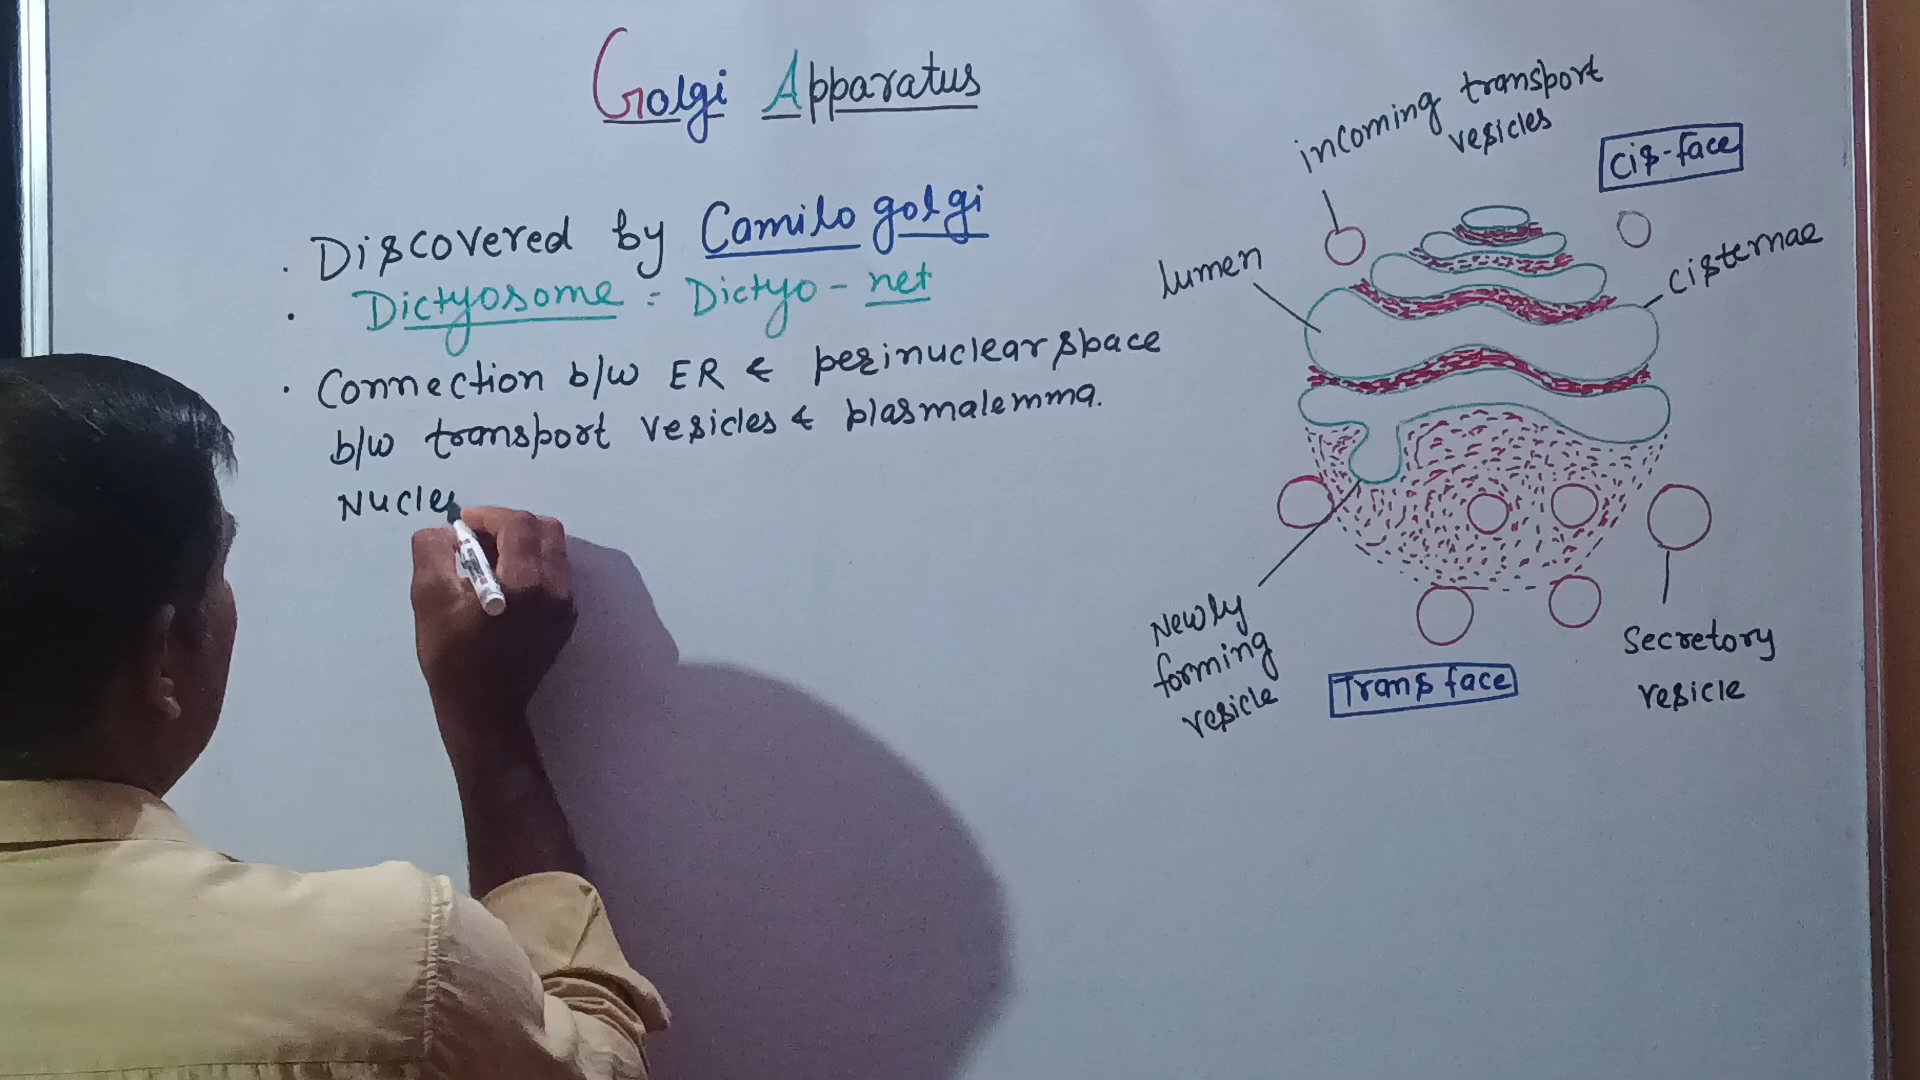 Golgi Apparatus
. Discovered by Camilo golgi
. Dictyosome = Dictyo - net
. Connection b/w ER & perinuclear space
b/w transport vesicles & plasmalemma.
Nucle
incoming transport
vesicles
cis-face
lumen
cisternae
Newly
forming
vesicle
Trans face
Secretory
vesicle